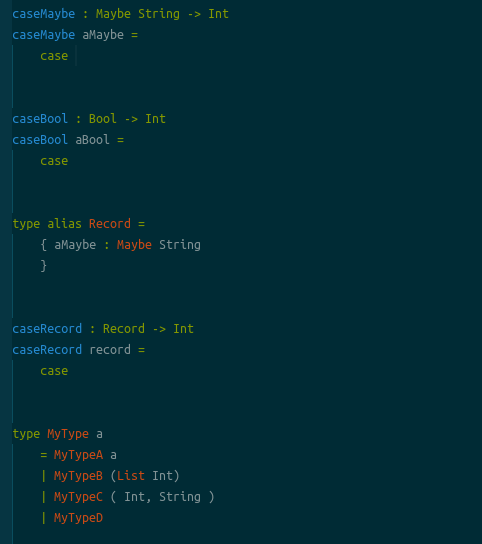 caseMaybe : Maybe String -> Int
caseMaybe aMaybe =
    case
caseBool : Bool -> Int
caseBool aBool =
    case
type alias Record =
    { aMaybe : Maybe String
    }
caseRecord : Record -> Int
caseRecord record =
    case
type MyType a
    = MyTypeA a
    | MyTypeB (List Int)
    | MyTypeC ( Int, String )
    | MyTypeD